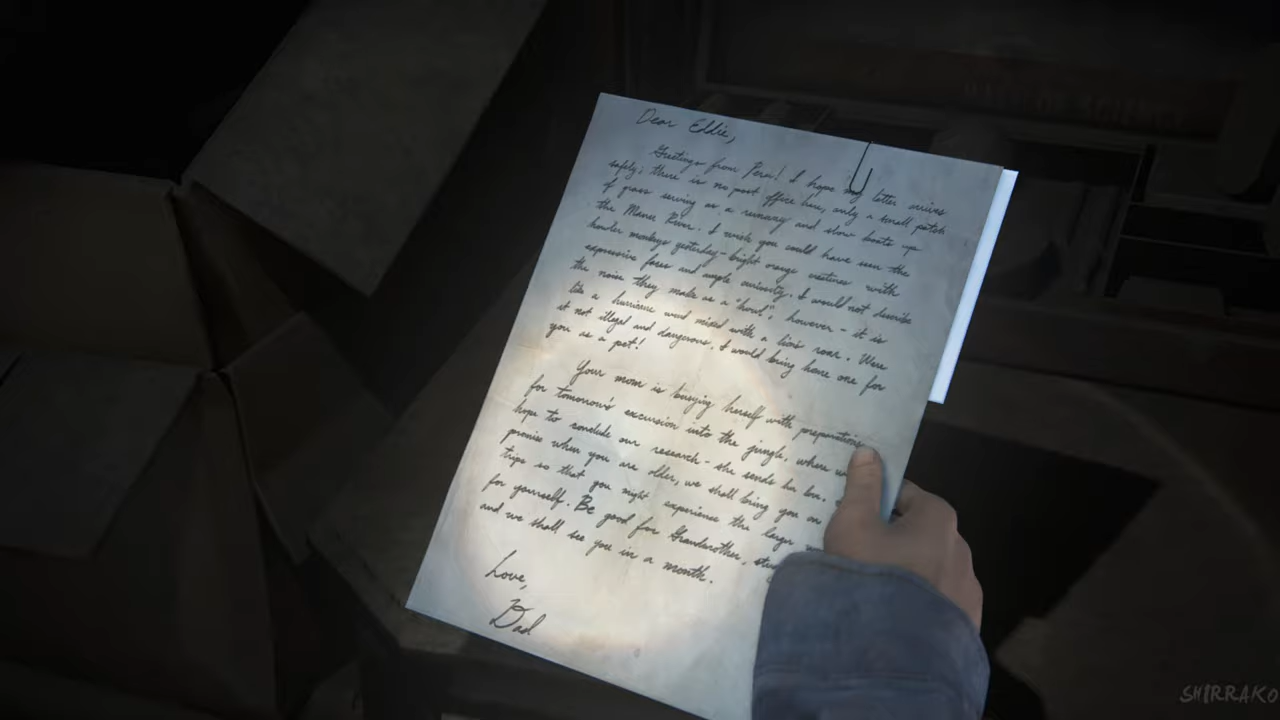 Dear Eddie,
Greetings from Peru! I hope my letter arrives
safely; there is no post office here, only a small patch
of grass serving as a runway and slow boats up
the Manu River. I wish you could have seen the
howler monkeys yesterday-bright orange creatures with
expressive faces and ample curiosity. I would not describe
the noise they make as a "howl", however - it is
like a hurricane wind mixed with a lion's roar. Were
it not illegal and dangerous, I would bring home one for
you as a pet!
Your mom is busying herself with preparations
for tomorrow's excursion into the jungle, where
hope to conclude our research - she sends her love.
promise when you are older, we shall bring you on
trips so that you might experience the larger
for yourself. Be good for Grandmother,
and we shall see you in a month.
Love,
Dad
SHIRRAKO